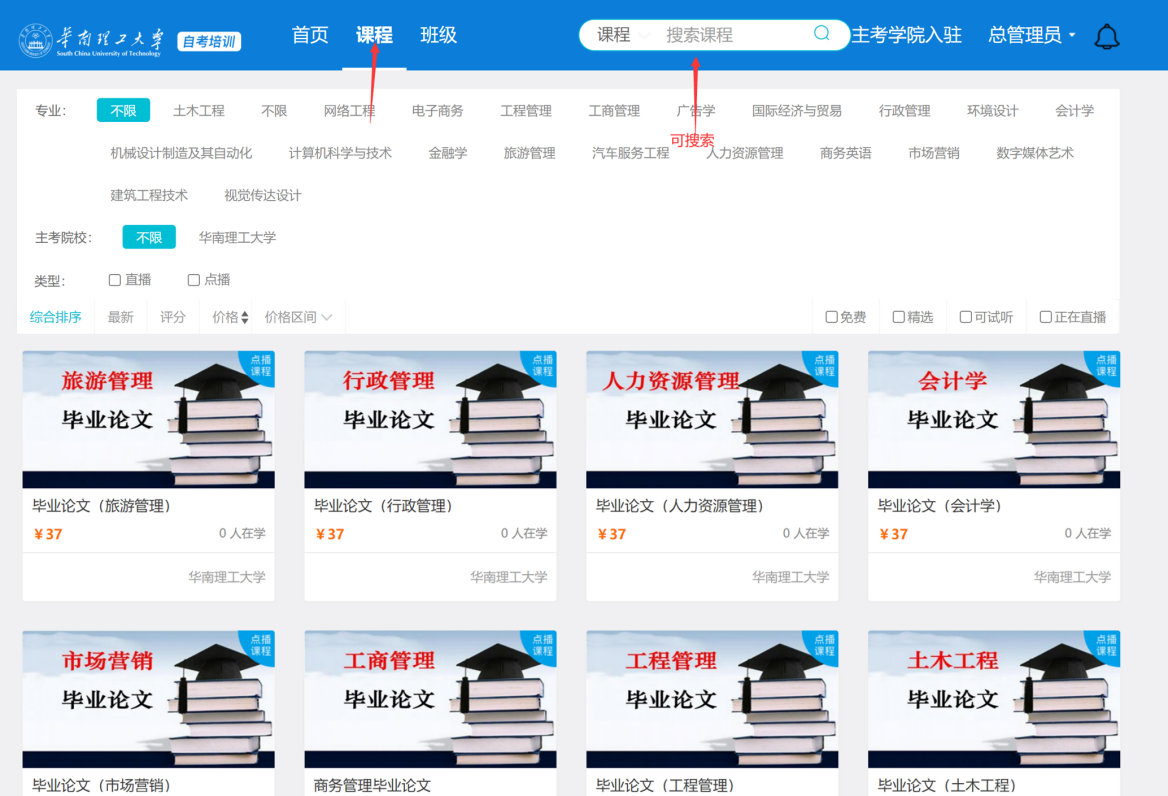 华南理工大学
South China University of Technology
自考培训
首页 课程 班级
课程 搜索课程
主考学院入驻 总管理员
专业： 不限 土木工程 不限 网络工程 电子商务 工程管理 工商管理 广告学 国际经济与贸易 行政管理 环境设计 会计学
可搜索
机械设计制造及其自动化 计算机科学与技术 金融学 旅游管理 汽车服务工程 人力资源管理 商务英语 市场营销 数字媒体艺术
建筑工程技术 视觉传达设计
主考院校： 不限 华南理工大学
类型： 直播 点播
综合排序 最新 评分 价格 价格区间 免费 精选 可试听 正在直播
点播
课程
旅游管理
毕业论文
毕业论文（旅游管理）
¥37 0 人在学
华南理工大学
点播
课程
行政管理
毕业论文
毕业论文（行政管理）
¥37 0 人在学
华南理工大学
点播
课程
人力资源管理
毕业论文
毕业论文（人力资源管理）
¥37 0 人在学
华南理工大学
点播
课程
会计学
毕业论文
毕业论文（会计学）
¥37 0 人在学
华南理工大学
点播
课程
市场营销
毕业论文
毕业论文（市场营销）
点播
课程
工商管理
毕业论文
商务管理毕业论文
点播
课程
工程管理
毕业论文
毕业论文（工程管理）
点播
课程
土木工程
毕业论文
毕业论文（土木工程）